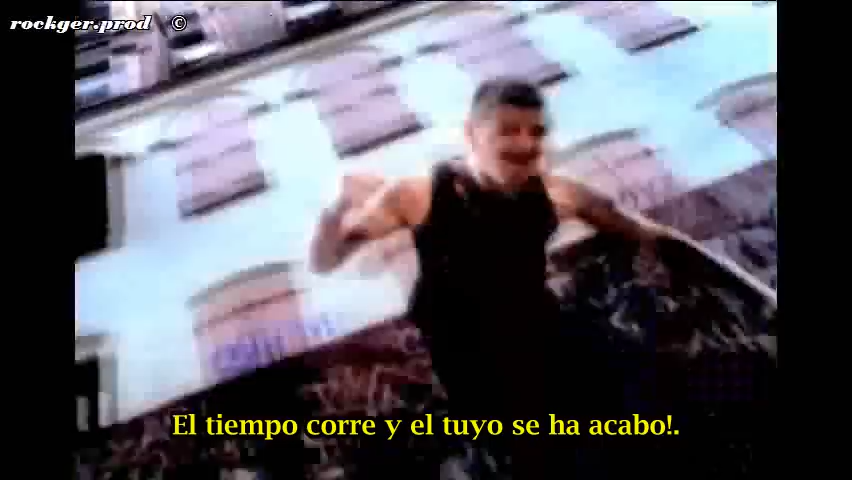 rockger.prod ©
El tiempo corre y el tuyo se ha acabo!.